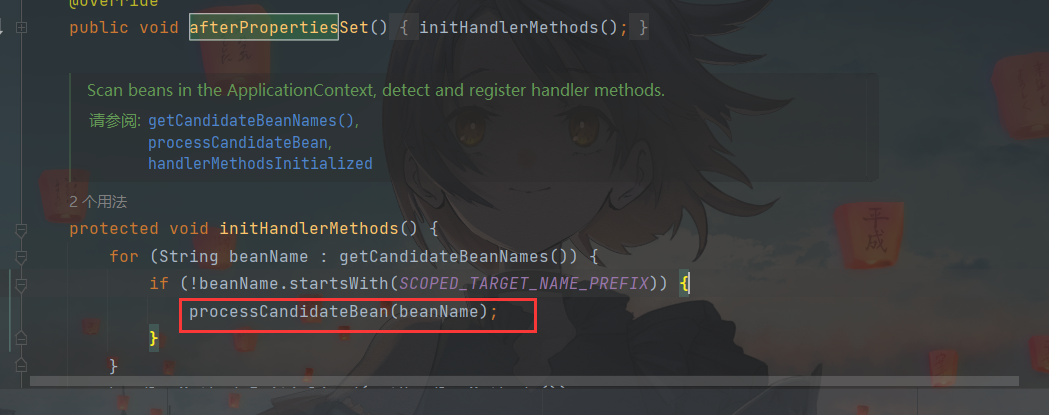 @Override
public void afterPropertiesSet() { initHandlerMethods(); }
Scan beans in the ApplicationContext, detect and register handler methods.
请参阅: getCandidateBeanNames(),
processCandidateBean,
handlerMethodsInitialized
2 个用法
protected void initHandlerMethods() {
for (String beanName : getCandidateBeanNames()) {
if (!beanName.startsWith(SCOPED_TARGET_NAME_PREFIX)) {
processCandidateBean(beanName);
}
}
平成